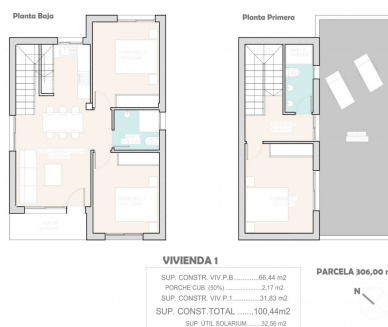 Planta Baja
Planta Primera
VIVIENDA 1
SUP. CONSTR. VIV.P.B...............66,44 m2
PORCHE CUB. (50%) ...............2,17 m2
SUP. CONSTR. VIV.P.1...............31,83 m2
SUP. CONST.TOTAL .......100,44m2
SUP. ÚTIL SOLARIUM........32,56 m2
PARCELA 306,00
N